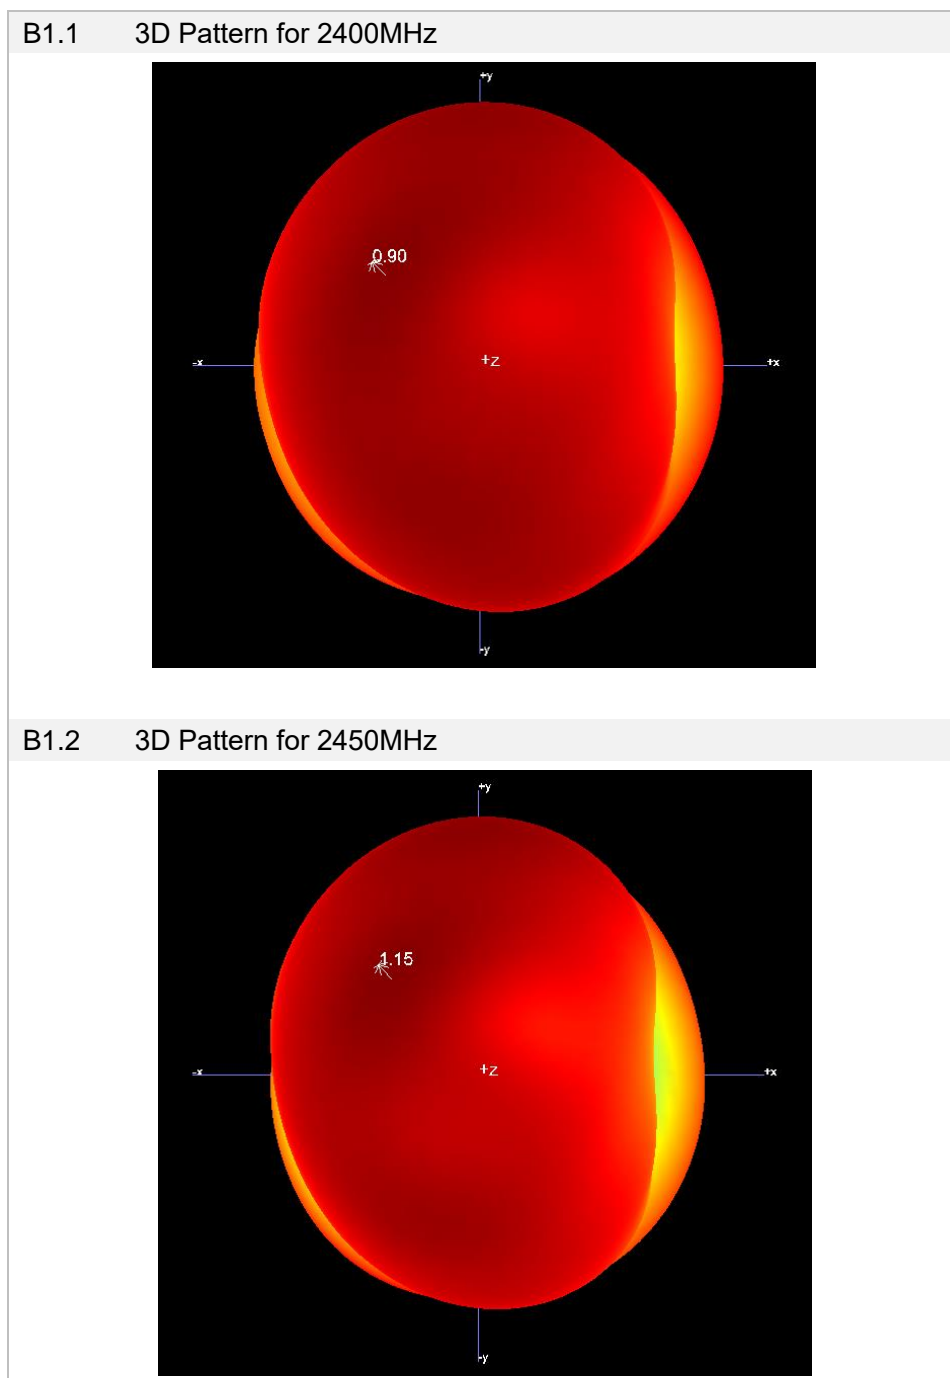 B1.1 3D Pattern for 2400MHz
+y
0.90
-x +z +x
-y
B1.2 3D Pattern for 2450MHz
+y
1.15
-x +z +x
-y